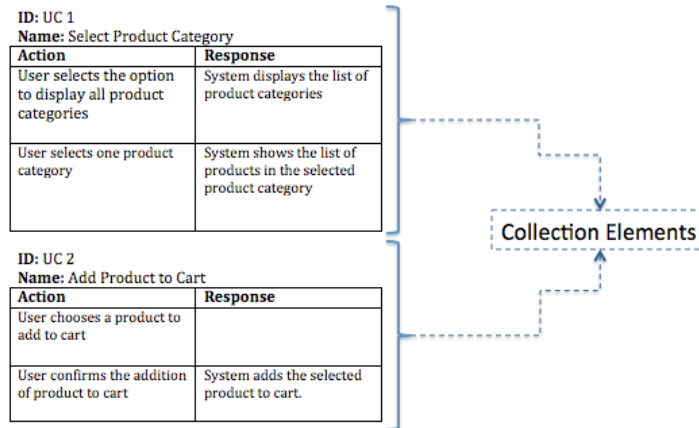 ID: UC 1
Name: Select Product Category
Action Response
User selects the option System displays the list of
to display all product product categories
categories
User selects one product System shows the list of
category products in the selected
product category
Collection Elements
ID: UC 2
Name: Add Product to Cart
Action Response
User chooses a product to
add to cart
User confirms the addition System adds the selected
of product to cart product to cart.